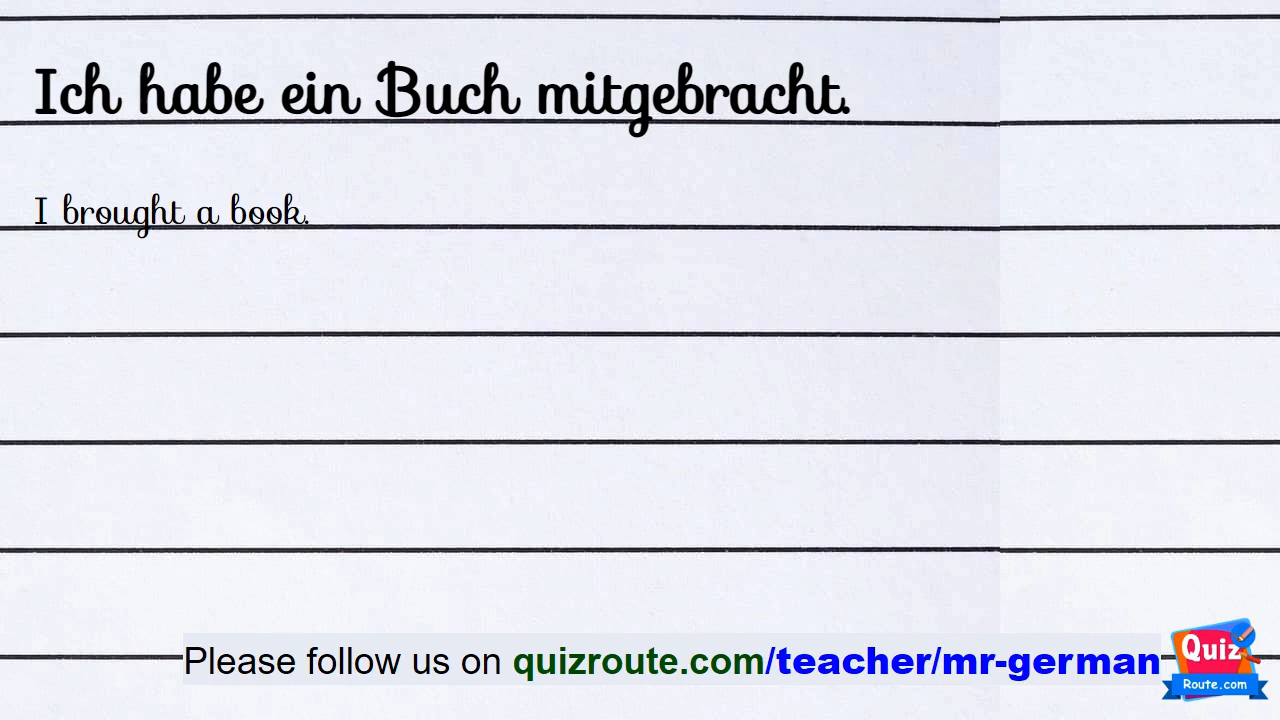 Ich habe ein Buch mitgebracht.
I brought a book.
Please follow us on quizroute.com/teacher/mr-german
Quiz
Route.com